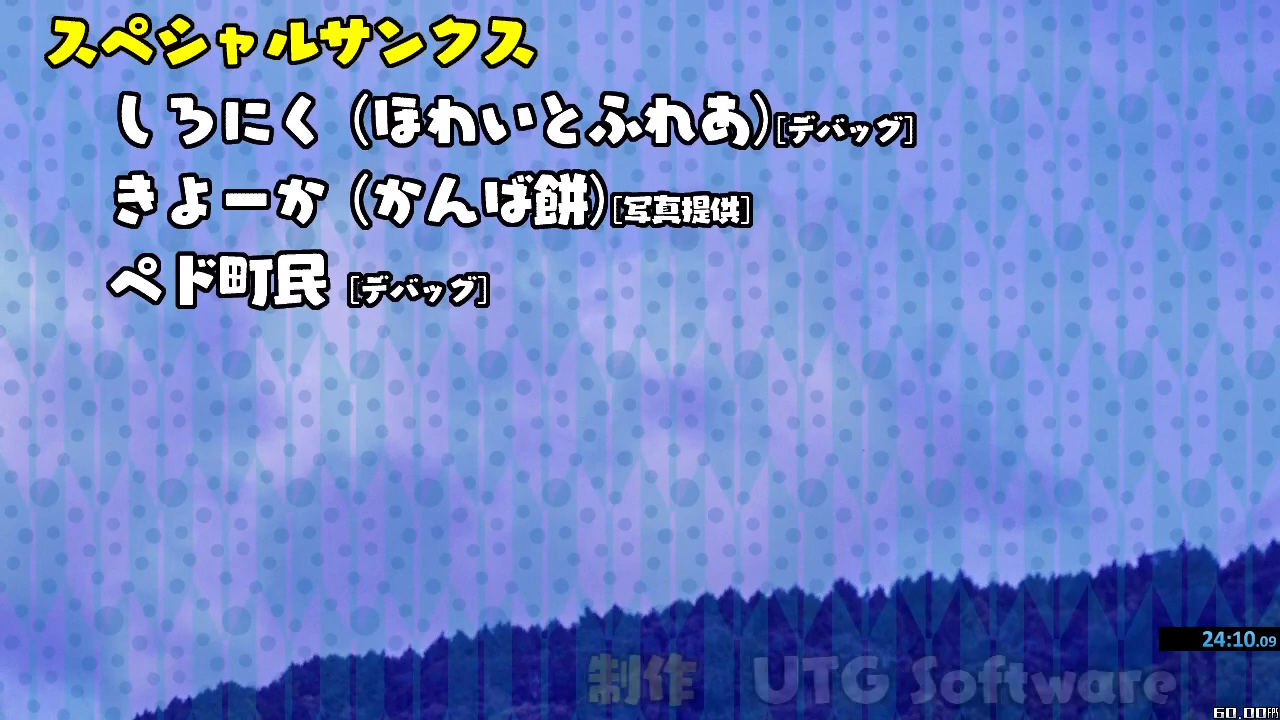 スペシャルサンクス
しろにく (ほわいとふれあ)[デバッグ]
きょーか (かんば餅)[写真提供]
ペド町民 [デバッグ]
24:10.09
制作 UTG Software
60.00FPS